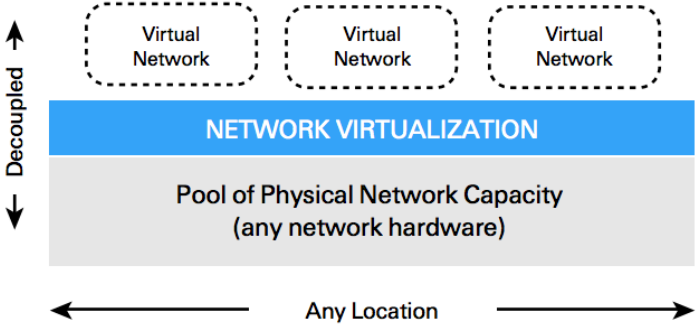 Virtual
Network
Virtual
Network
Virtual
Network
Decoupled
NETWORK VIRTUALIZATION
Pool of Physical Network Capacity
(any network hardware)
Any Location